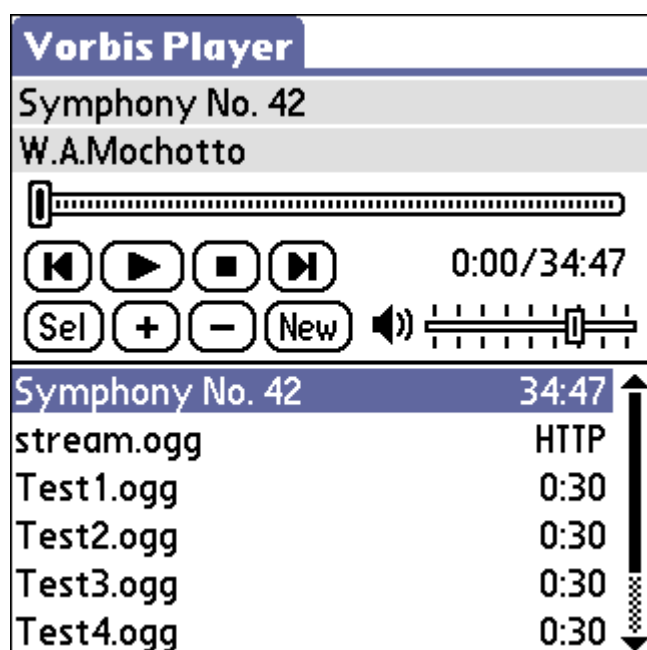 Vorbis Player
Symphony No. 42
W.A.Mochotto
0:00/34:47
Sel + − New
Symphony No. 42 34:47
stream.ogg HTTP
Test1.ogg 0:30
Test2.ogg 0:30
Test3.ogg 0:30
Test4.ogg 0:30